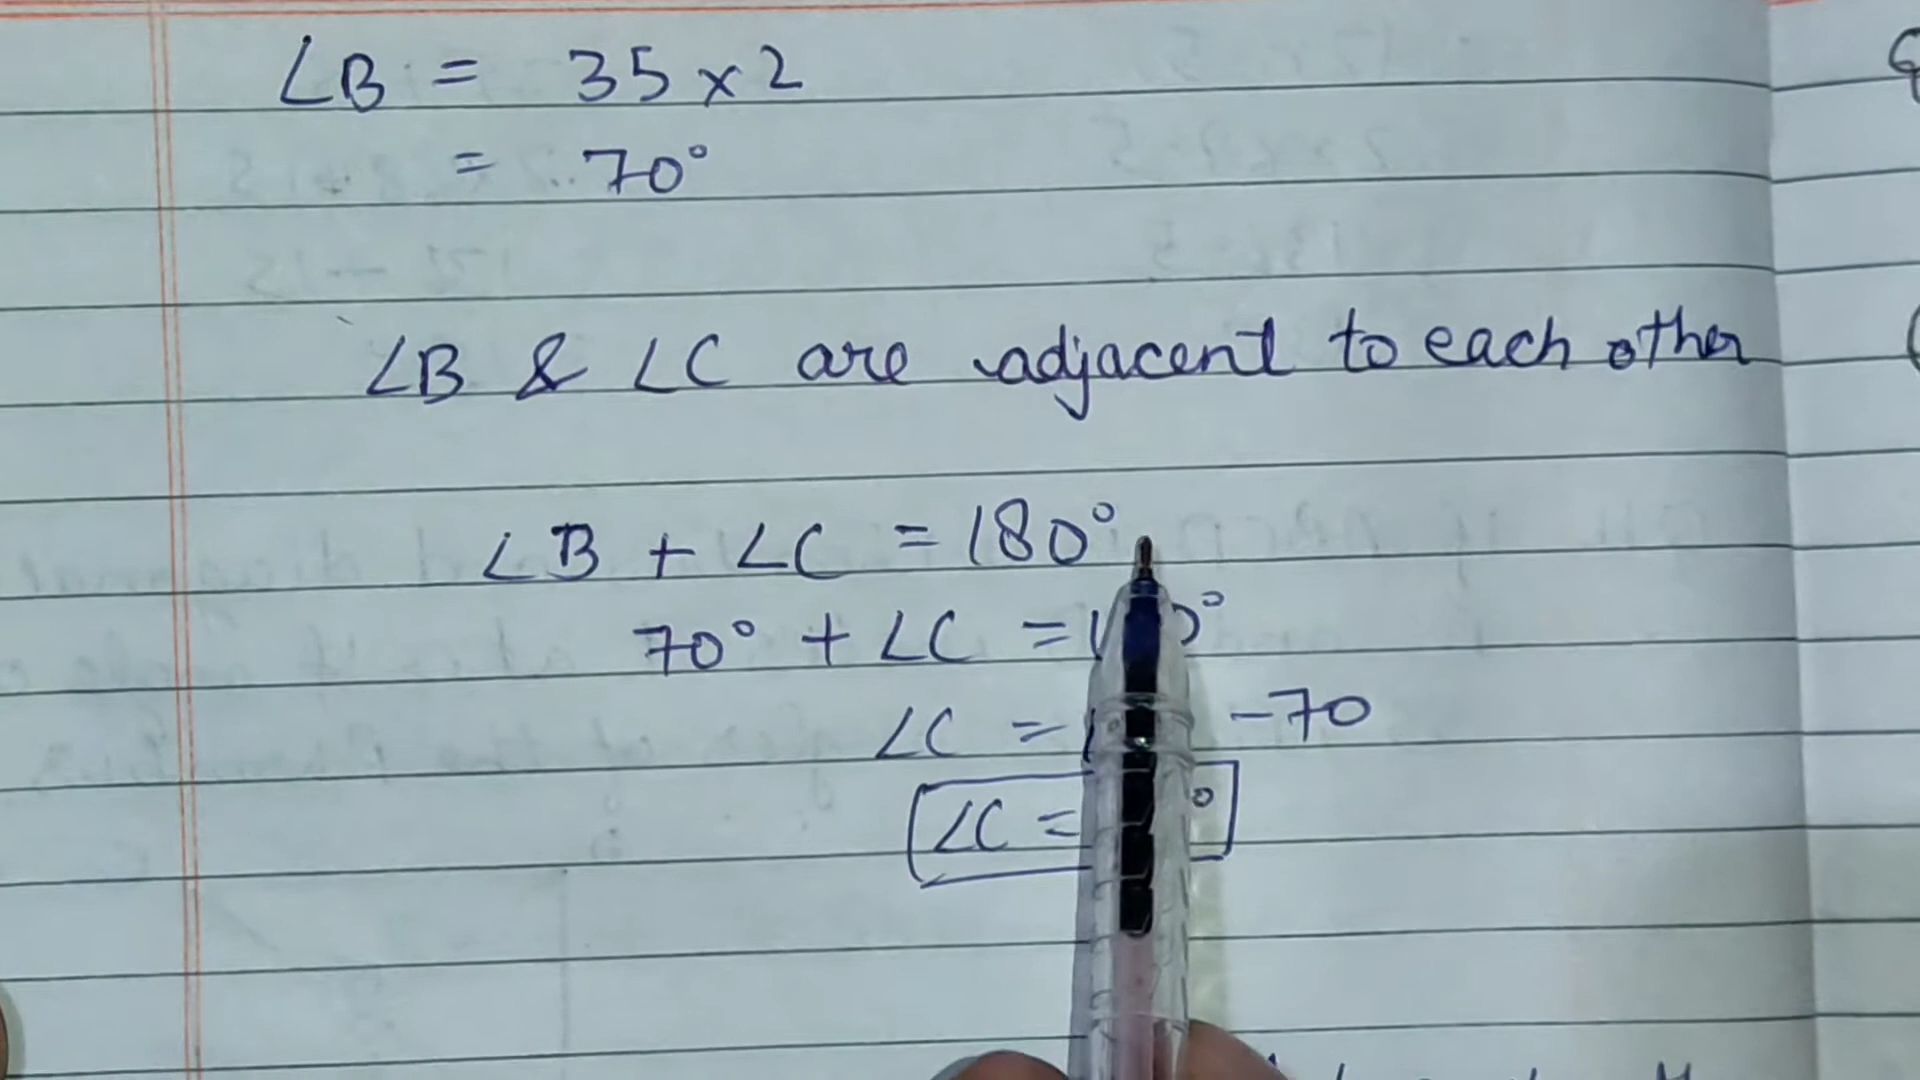 ∠B = 35 × 2
= 70°
∠B & ∠C are adjacent to each other
∠B + ∠C = 180°
70° + ∠C =
∠C = -70
∠C =